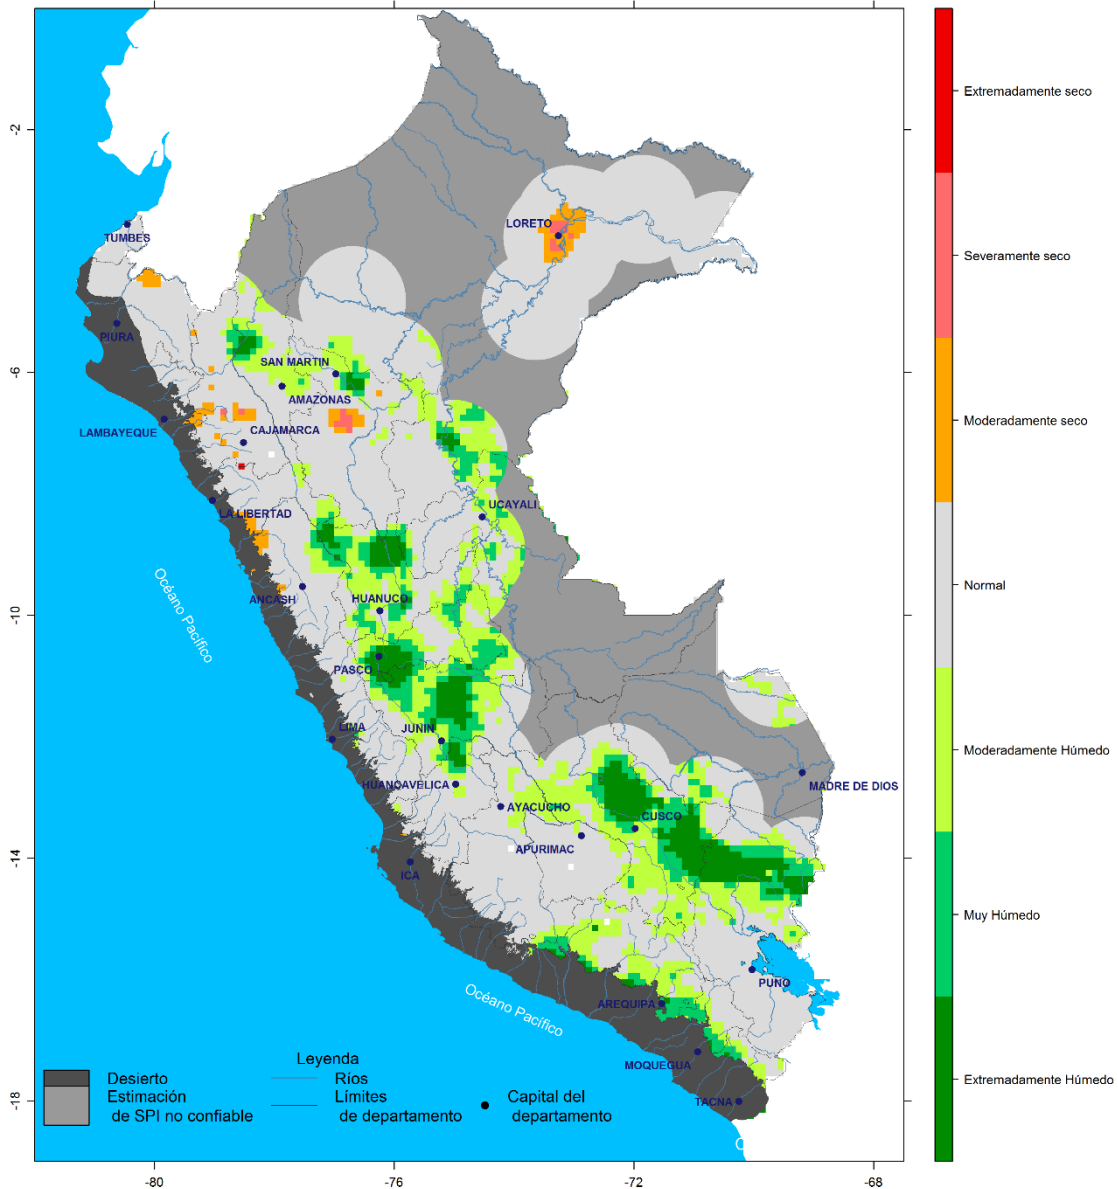 -2
-6
-10
-14
-18
-80
-76
-72
-68
TUMBES
LORETO
PIURA
SAN MARTIN
AMAZONAS
LAMBAYEQUE
CAJAMARCA
UCAYALI
LA LIBERTAD
ANCASH
HUANUCO
PASCO
LIMA
JUNIN
HUANCAVELICA
AYACUCHO
MADRE DE DIOS
CUSCO
APURIMAC
ICA
PUNO
AREQUIPA
MOQUEGUA
TACNA
Océano Pacífico
Océano Pacífico
O
Leyenda
Desierto
Estimación
de SPI no confiable
Ríos
Límites
de departamento
Capital del
departamento
Extremadamente seco
Severamente seco
Moderadamente seco
Normal
Moderadamente Húmedo
Muy Húmedo
Extremadamente Húmedo